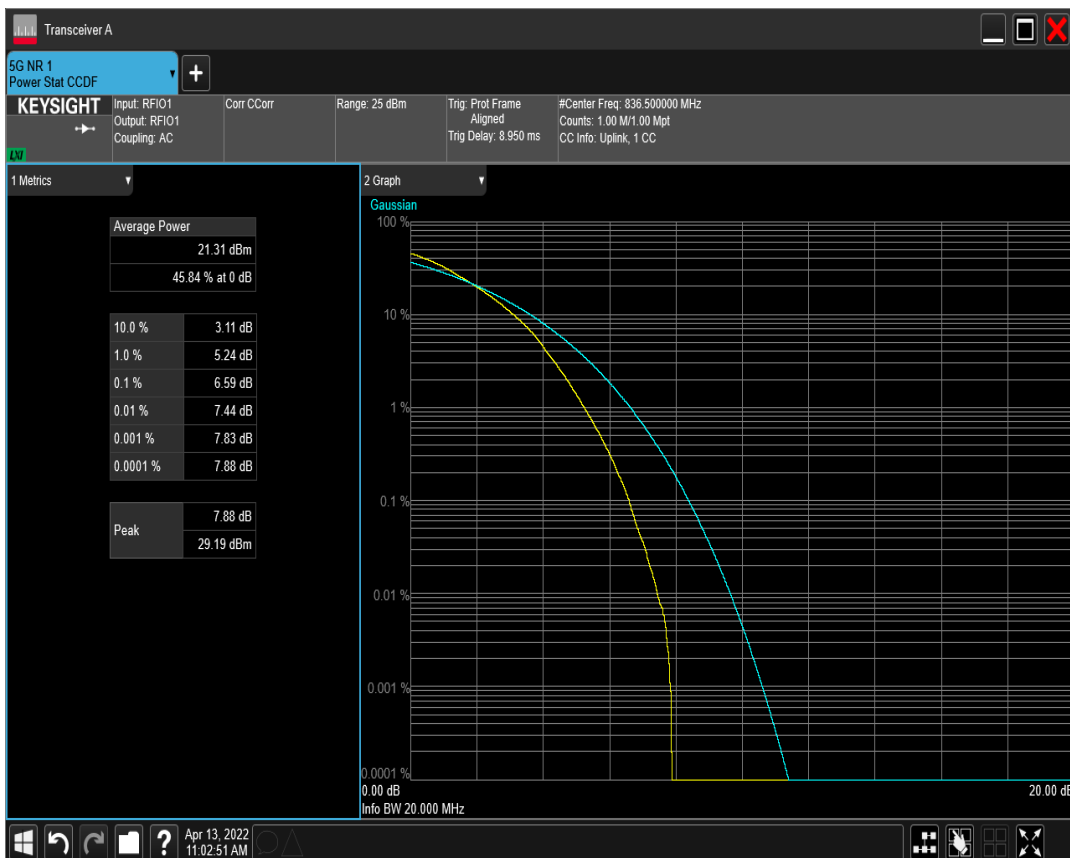 Transceiver A
5G NR 1
Power Stat CCDF
+
KEYSIGHT
LXI
Input: RFIO1
Output: RFIO1
Coupling: AC
Corr CCorr
Range: 25 dBm
Trig: Prot Frame
Aligned
Trig Delay: 8.950 ms
#Center Freq: 836.500000 MHz
Counts: 1.00 M/1.00 Mpt
CC Info: Uplink, 1 CC
1 Metrics
Average Power
21.31 dBm
45.84 % at 0 dB
10.0 % 3.11 dB
1.0 % 5.24 dB
0.1 % 6.59 dB
0.01 % 7.44 dB
0.001 % 7.83 dB
0.0001 % 7.88 dB
Peak 7.88 dB
29.19 dBm
2 Graph
Gaussian
100 %
10 %
1 %
0.1 %
0.01 %
0.001 %
0.0001 %
0.00 dB 20.00 dB
Info BW 20.000 MHz
?
Apr 13, 2022
11:02:51 AM